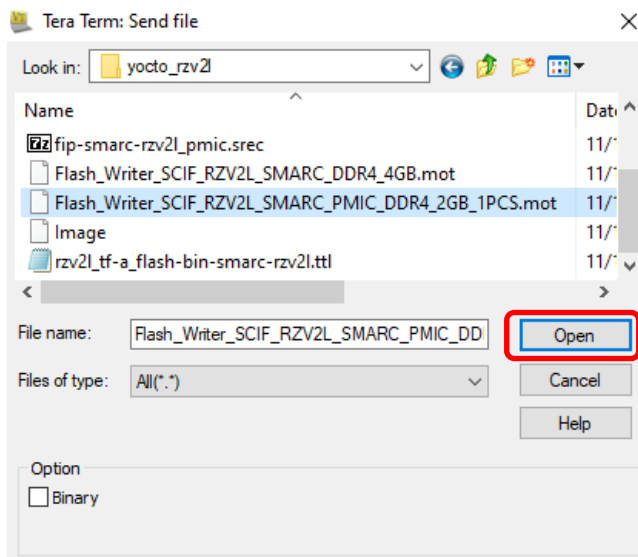 Tera Term: Send file
Look in: yocto_rzv2l
Name
fip-smarc-rzv2l_pmic.srec 11/
Flash_Writer_SCIF_RZV2L_SMARC_DDR4_4GB.mot 11/
Flash_Writer_SCIF_RZV2L_SMARC_PMIC_DDR4_2GB_1PCS.mot 11/
Image 11/
rzv2l_tf-a_flash-bin-smarc-rzv2l.ttl 11/
File name: Flash_Writer_SCIF_RZV2L_SMARC_PMIC_DD Open
Files of type: All(*.*) Cancel
Help
Option
Binary